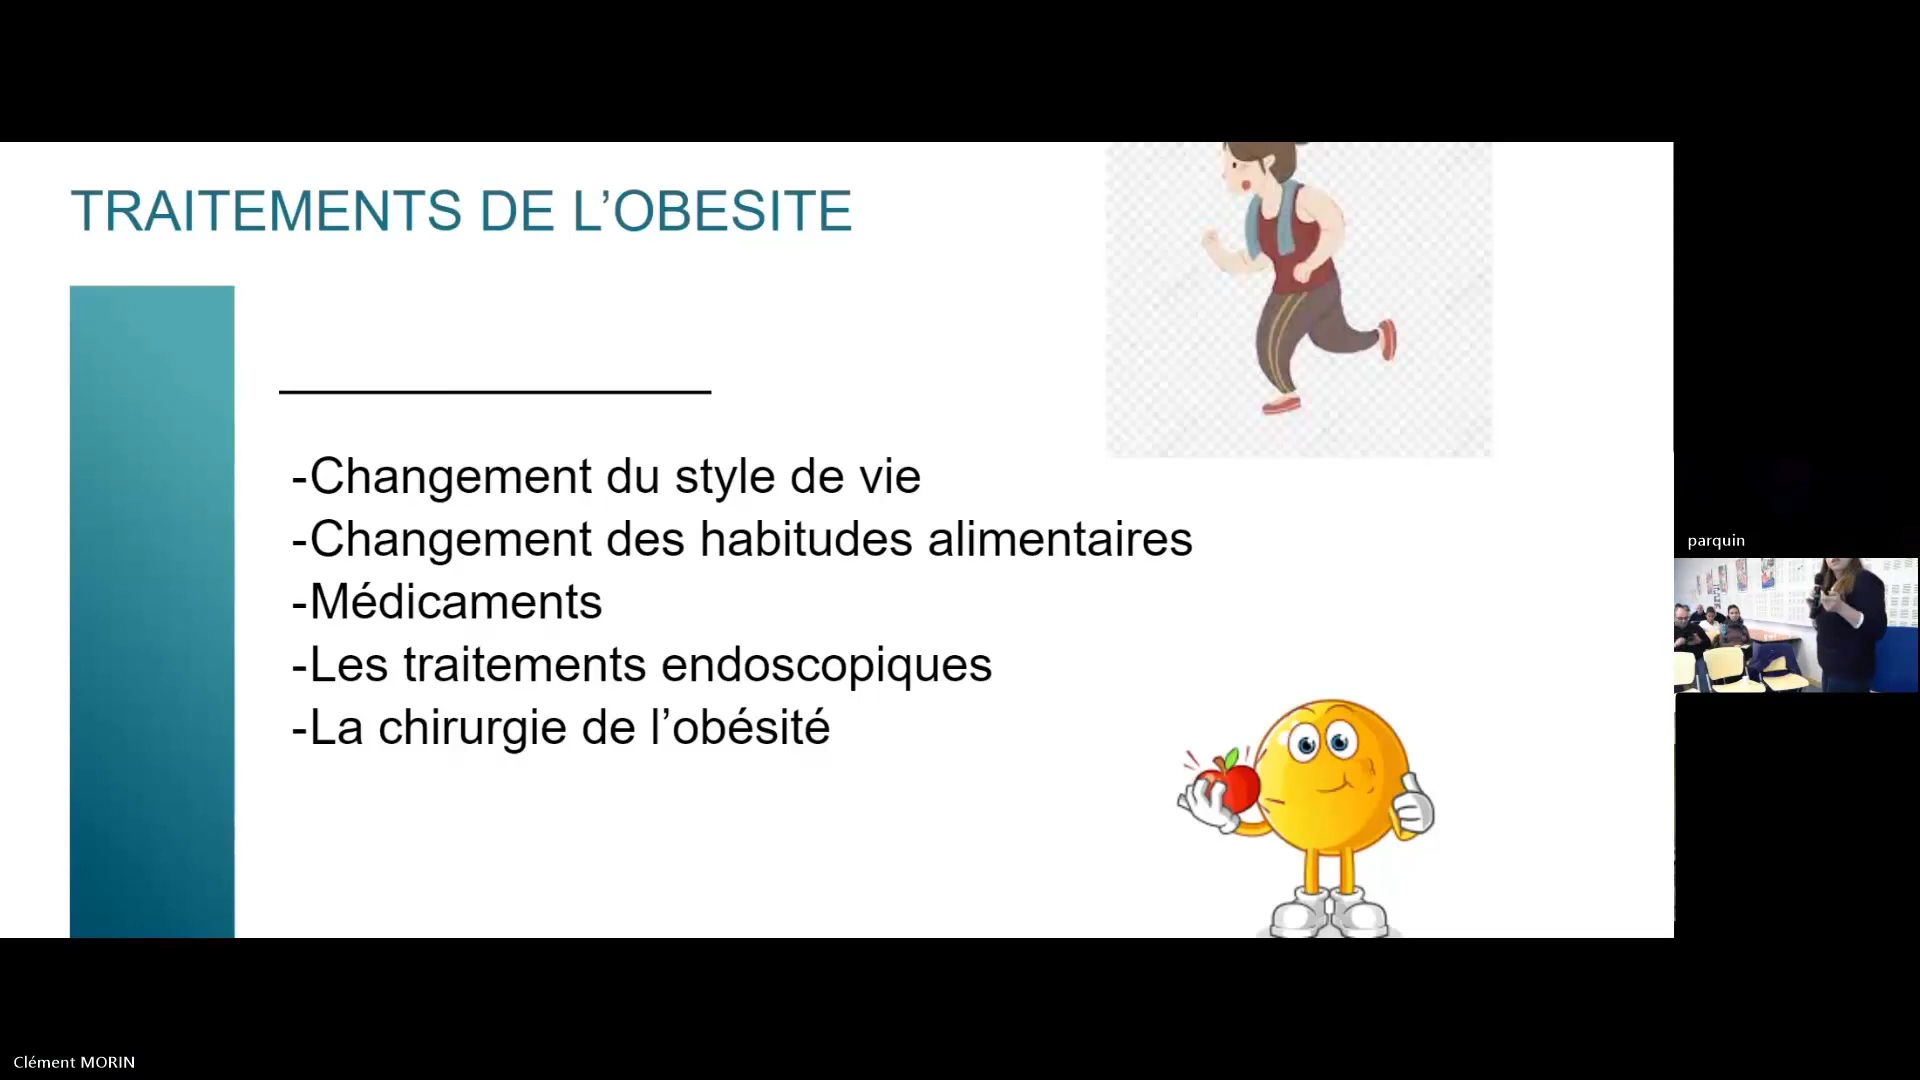 TRAITEMENTS DE L’OBESITE
-Changement du style de vie
-Changement des habitudes alimentaires
-Médicaments
-Les traitements endoscopiques
-La chirurgie de l’obésité
parquin
Clément MORIN